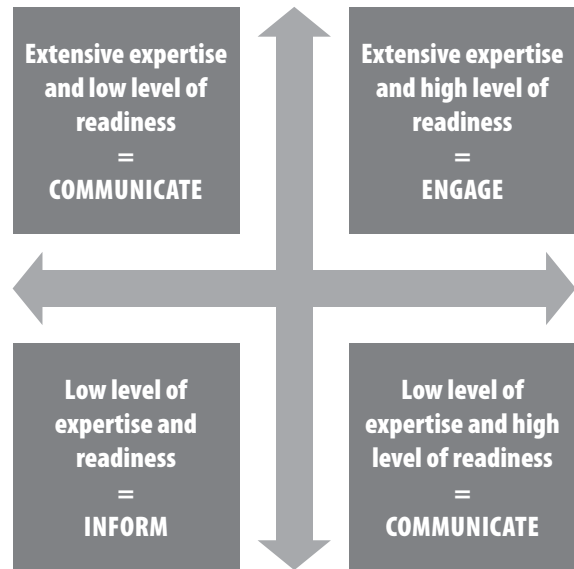 Extensive expertise
and low level of
readiness
=
COMMUNICATE
Extensive expertise
and high level of
readiness
=
ENGAGE
Low level of
expertise and
readiness
=
INFORM
Low level of
expertise and high
level of readiness
=
COMMUNICATE